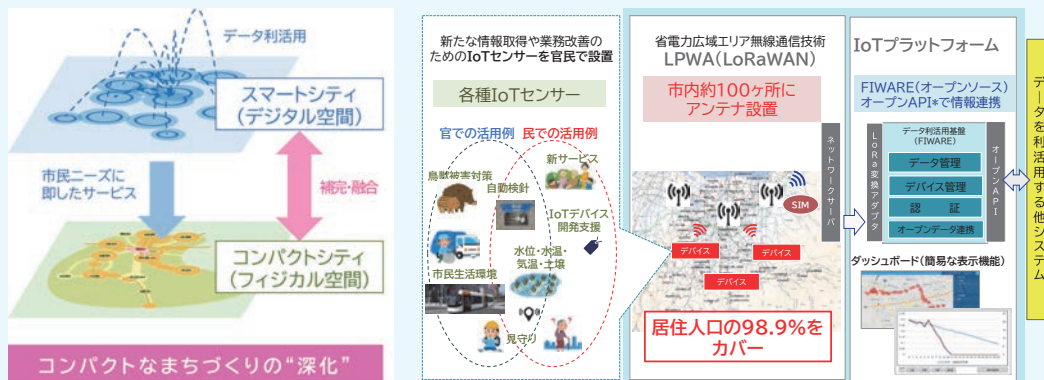 データ利活用
スマートシティ
(デジタル空間)
市民ニーズに
即したサービス
補完・融合
コンパクトシティ
(フィジカル空間)
コンパクトなまちづくりの“深化”
新たな情報取得や業務改善の
ためのIoTセンサーを官民で設置
各種IoTセンサー
官での活用例
民での活用例
鳥獣被害対策
自動検針
新サービス
IoTデバイス
開発支援
水位・水温・
気温・土壌
市民生活環境
見守り
省電力広域エリア無線通信技術
LPWA(LoRaWAN)
市内約100ヶ所に
アンテナ設置
SIM
デバイス
デバイス
デバイス
居住人口の98.9%を
カバー
ネットワークサーバ
IoTプラットフォーム
FIWARE(オープンソース)
オープンAPI*で情報連携
LoRa変換アダプタ
データ利活用基盤
(FIWARE)
データ管理
デバイス管理
認 証
オープンデータ連携
オープンAPI
ダッシュボード(簡易な表示機能)
データを利活用する他システム